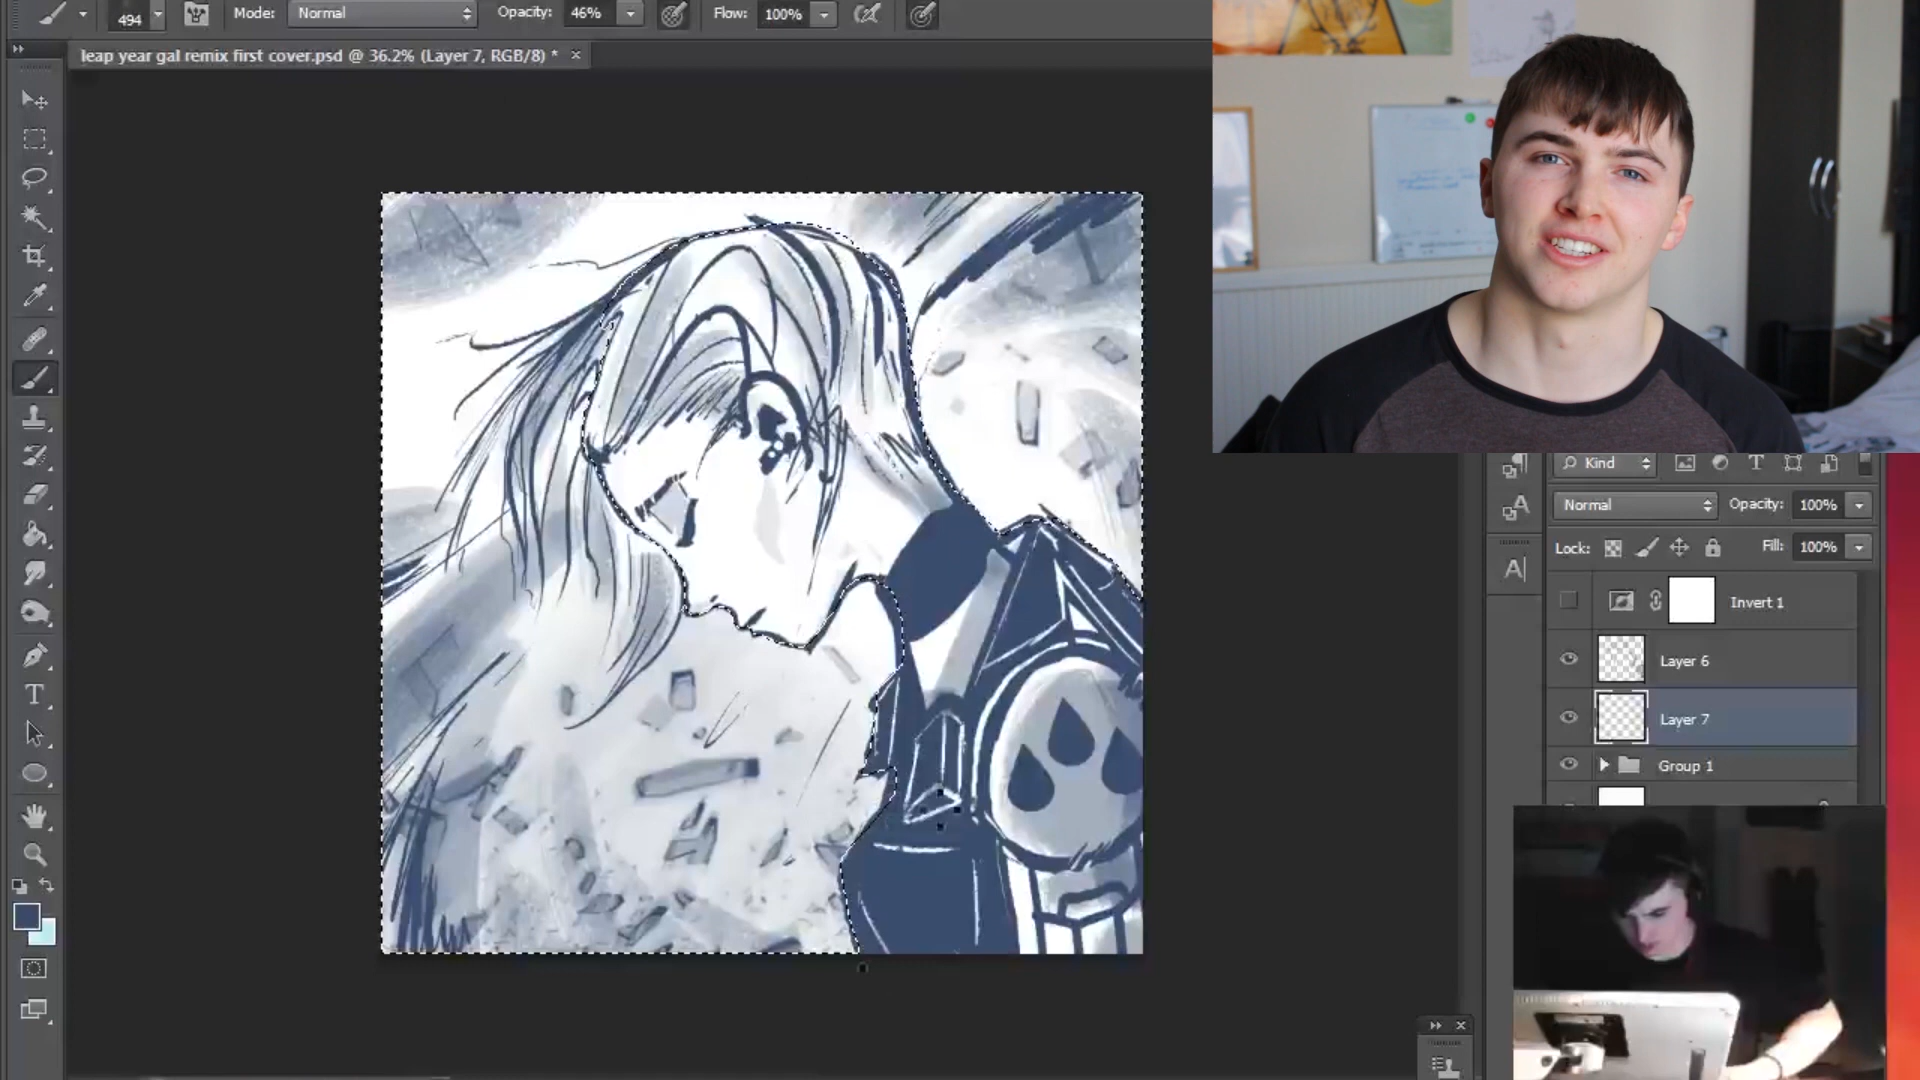 494 Mode: Normal Opacity: 46% Flow: 100%
leap year gal remix first cover.psd @ 36.2% (Layer 7, RGB/8) * ×
Kind
Normal Opacity: 100%
Lock: Fill: 100%
Invert 1
Layer 6
Layer 7
Group 1